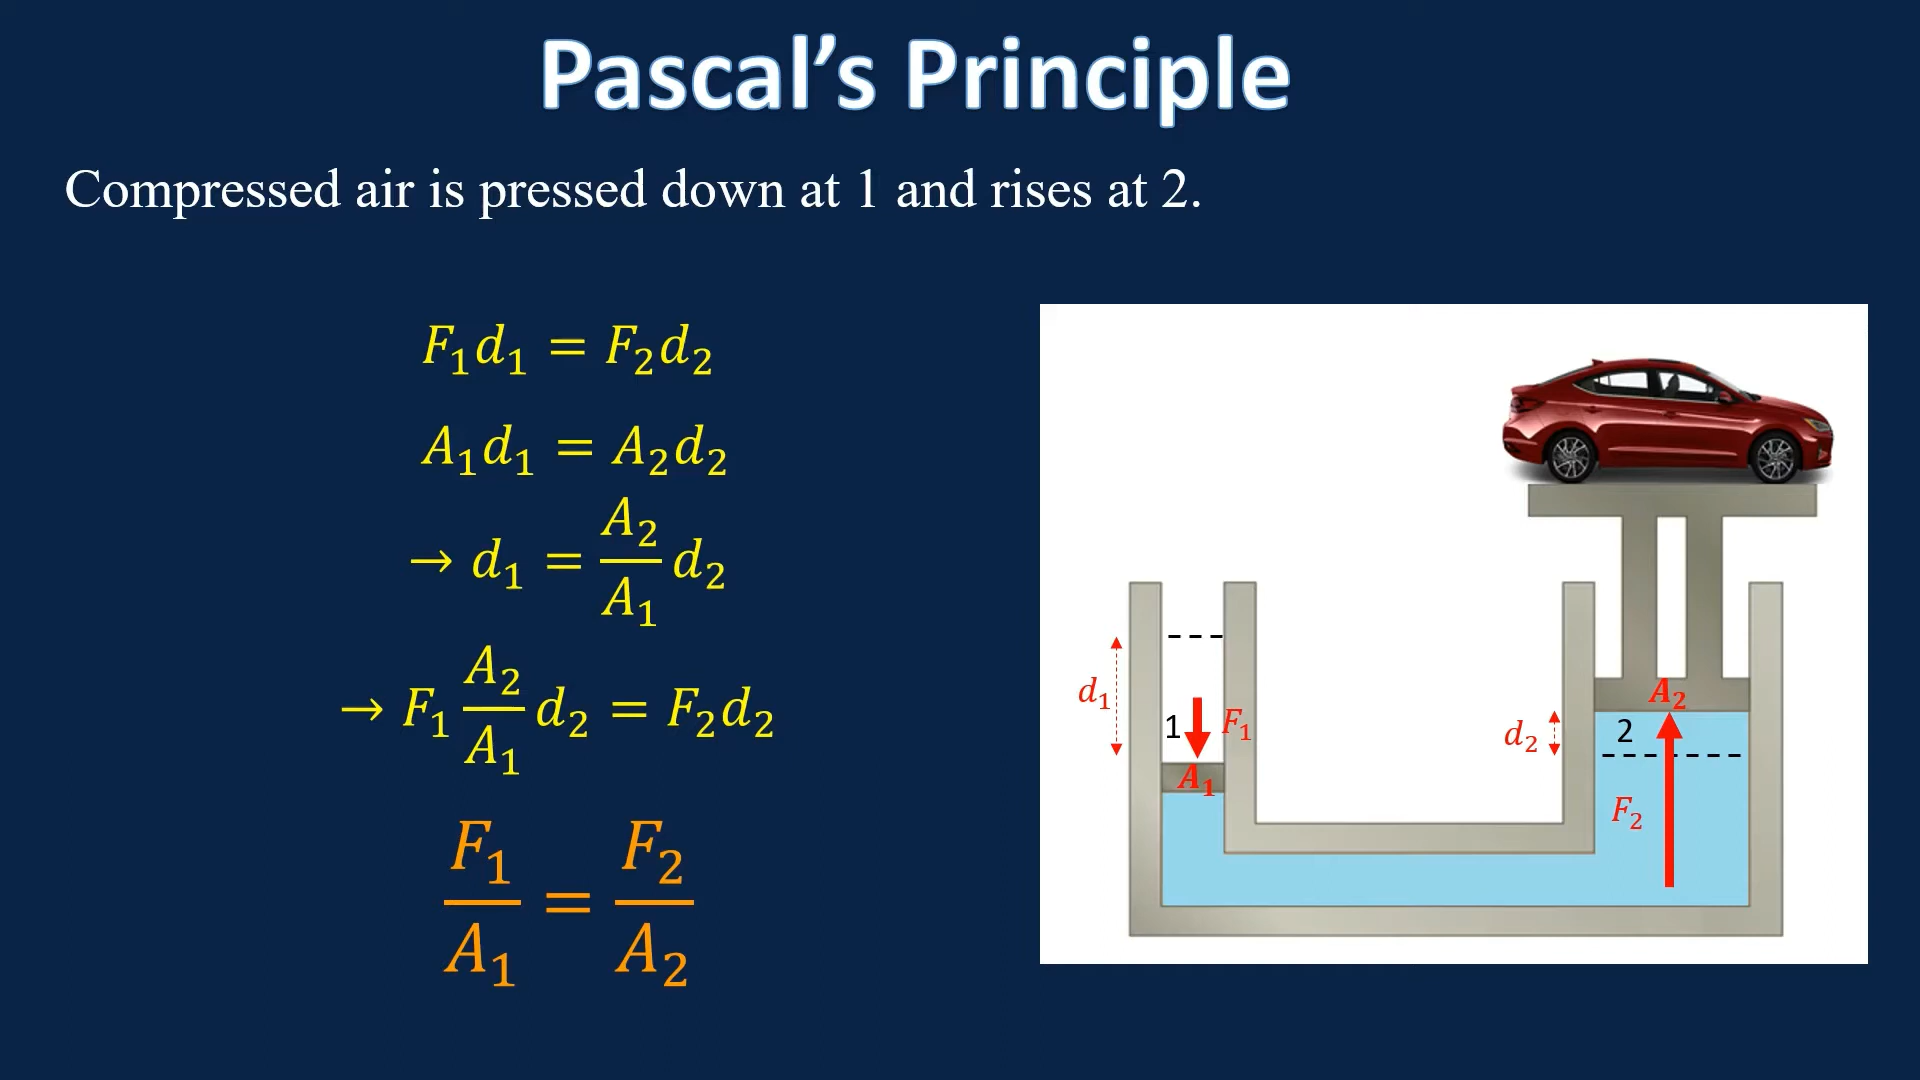 Pascal’s Principle
Compressed air is pressed down at 1 and rises at 2.
F₁d₁ = F₂d₂
A₁d₁ = A₂d₂
→ d₁ = A₂/A₁ d₂
→ F₁ A₂/A₁ d₂ = F₂d₂
F₁/A₁ = F₂/A₂
d₁
1
F₁
A₁
d₂
2
A₂
F₂